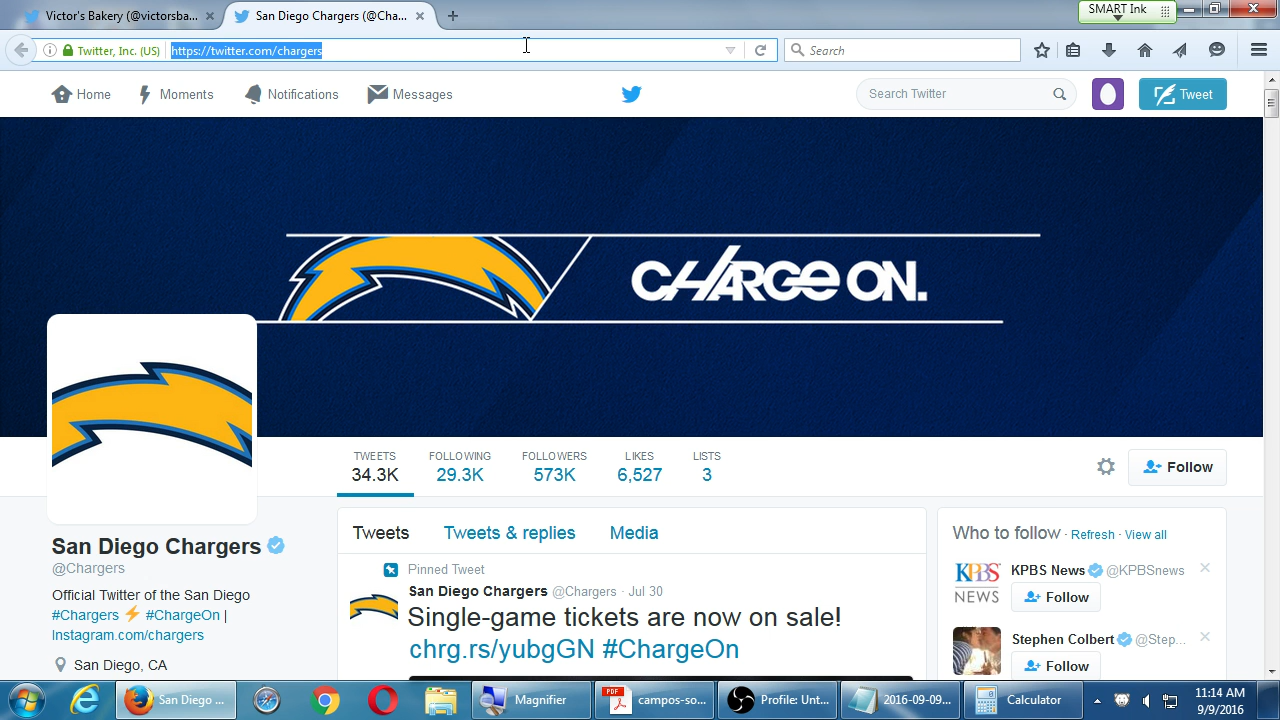 Victor's Bakery (@victorsba...
San Diego Chargers (@Cha...
SMART Ink
Twitter, Inc. (US)
https://twitter.com/chargers
Search
Home
Moments
Notifications
Messages
Search Twitter
Tweet
CHARGE ON.
TWEETS
34.3K
FOLLOWING
29.3K
FOLLOWERS
573K
LIKES
6,527
LISTS
3
Follow
San Diego Chargers
@Chargers
Official Twitter of the San Diego
#Chargers ⚡ #ChargeOn |
Instagram.com/chargers
San Diego, CA
Tweets
Tweets & replies
Media
Pinned Tweet
San Diego Chargers @Chargers · Jul 30
Single-game tickets are now on sale!
chrg.rs/yubgGN #ChargeOn
Who to follow · Refresh · View all
KPBS
NEWS
KPBS News @KPBSnews
Follow
Stephen Colbert @Step...
Follow
San Diego ...
Magnifier
PDF
campos-so...
Profile: Unt...
2016-09-09...
Calculator
11:14 AM
9/9/2016